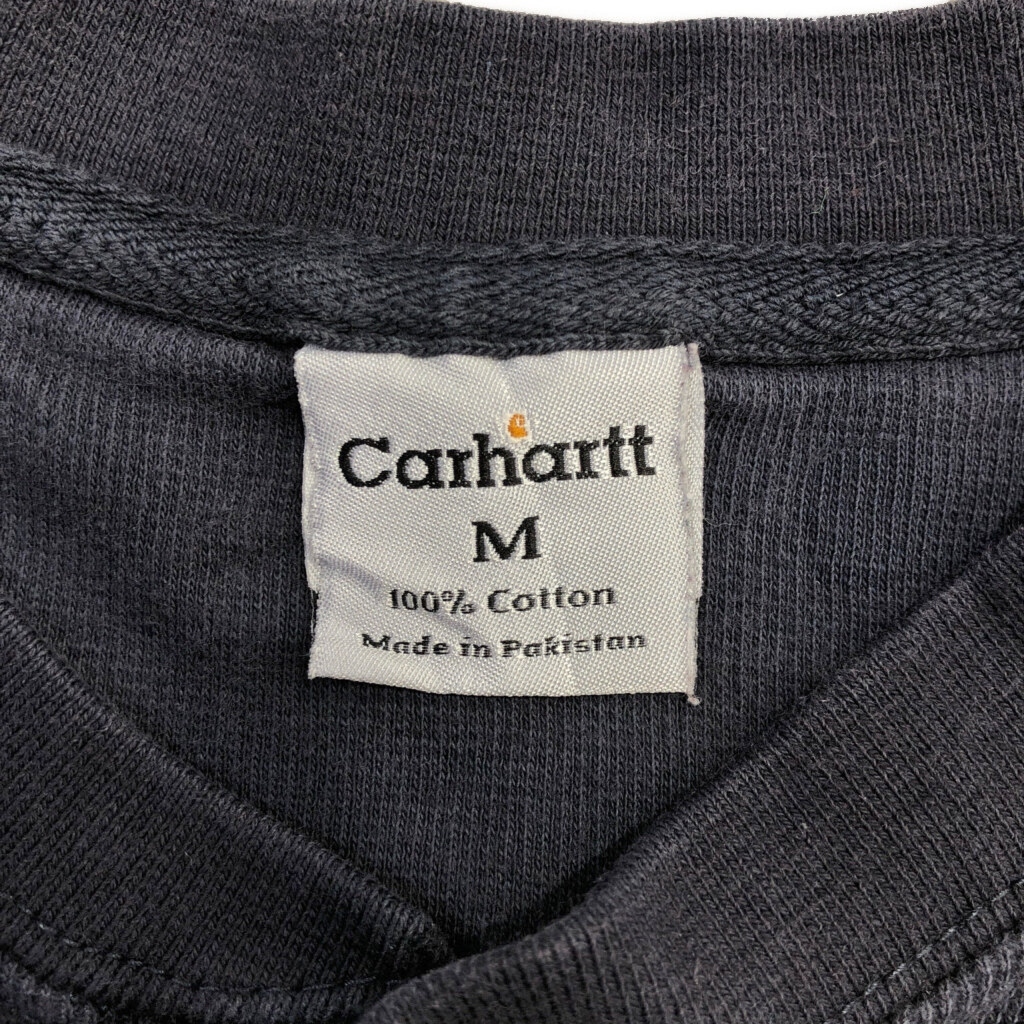 Carhartt
M
100% Cotton
Made in Pakistan